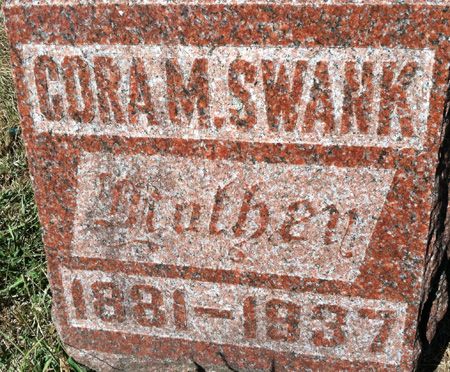 CORA M. SWANK
Mother
1881-1937